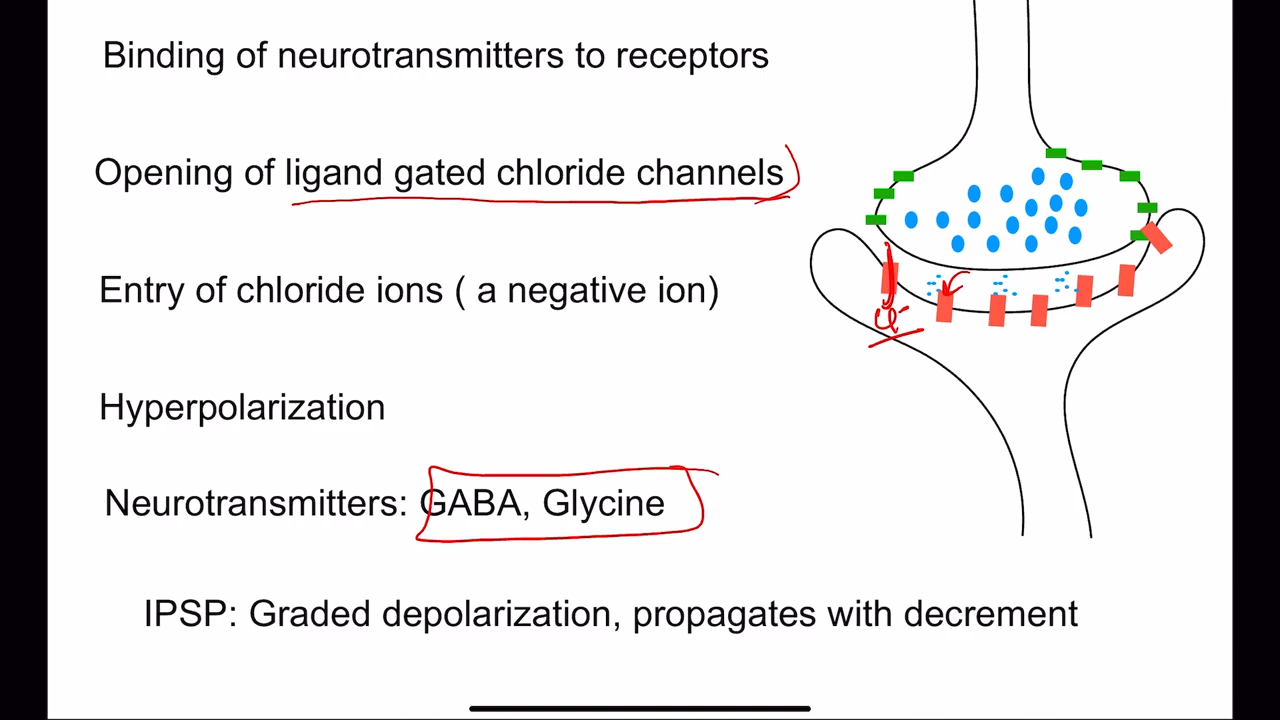 Binding of neurotransmitters to receptors
Opening of ligand gated chloride channels
Entry of chloride ions ( a negative ion)
Hyperpolarization
Neurotransmitters: GABA, Glycine
IPSP: Graded depolarization, propagates with decrement